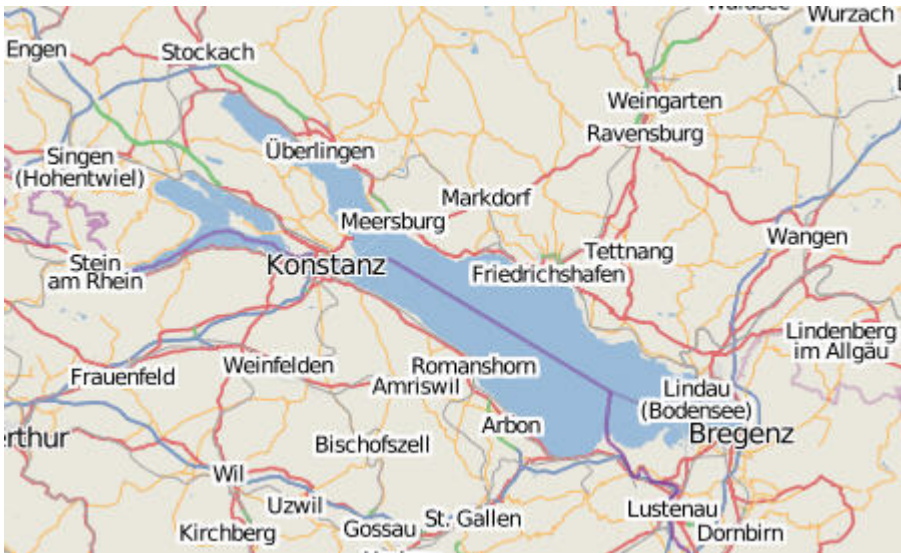 Wurzach
Engen
Stockach
Weingarten
Ravensburg
Überlingen
Singen
(Hohentwiel)
Markdorf
Meersburg
Wangen
Tettnang
Stein
am Rhein
Konstanz
Friedrichshafen
Lindenberg
im Allgäu
Weinfelden
Romanshorn
Frauenfeld
Amriswil
Lindau
(Bodensee)
Arbon
Bregenz
erthur
Bischofszell
Wil
Uzwil
Lustenau
St. Gallen
Gossau
Kirchberg
Dornbirn